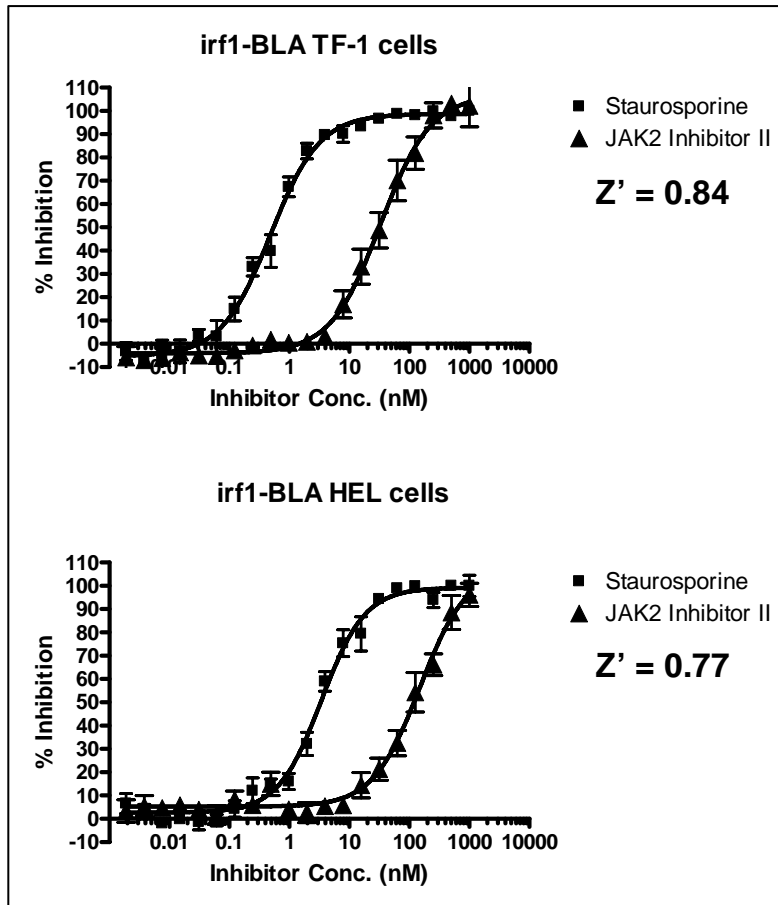 irf1-BLA TF-1 cells
110
100
90
80
70
60
50
40
30
20
10
0
-10
% Inhibition
0.01 0.1 1 10 100 1000 10000
Inhibitor Conc. (nM)
Staurosporine
JAK2 Inhibitor II
Z' = 0.84
irf1-BLA HEL cells
110
100
90
80
70
60
50
40
30
20
10
0
-10
% Inhibition
0.01 0.1 1 10 100 1000 10000
Inhibitor Conc. (nM)
Staurosporine
JAK2 Inhibitor II
Z' = 0.77